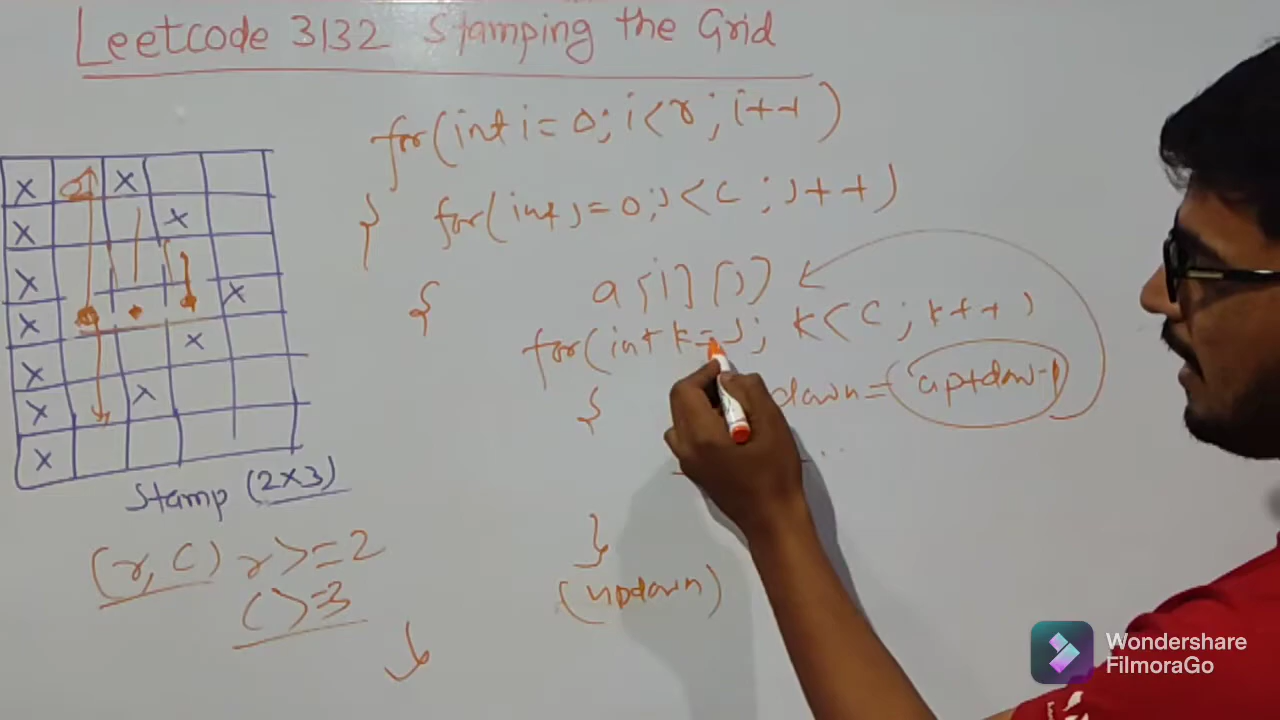 Leetcode 3132 Stamping the Grid
for(int i = 0; i < r; i++)
} for(int j = 0; j < c; j++)
{ a[i][j]
for(int k = j; k < c; k++)
{ down = (up + dow - 1)
}
(updown)
X X
X X
X
X X
X X
X X
X
Stamp (2X3)
(r, c) r >= 2
c >= 3
Wondershare
FilmoraGo